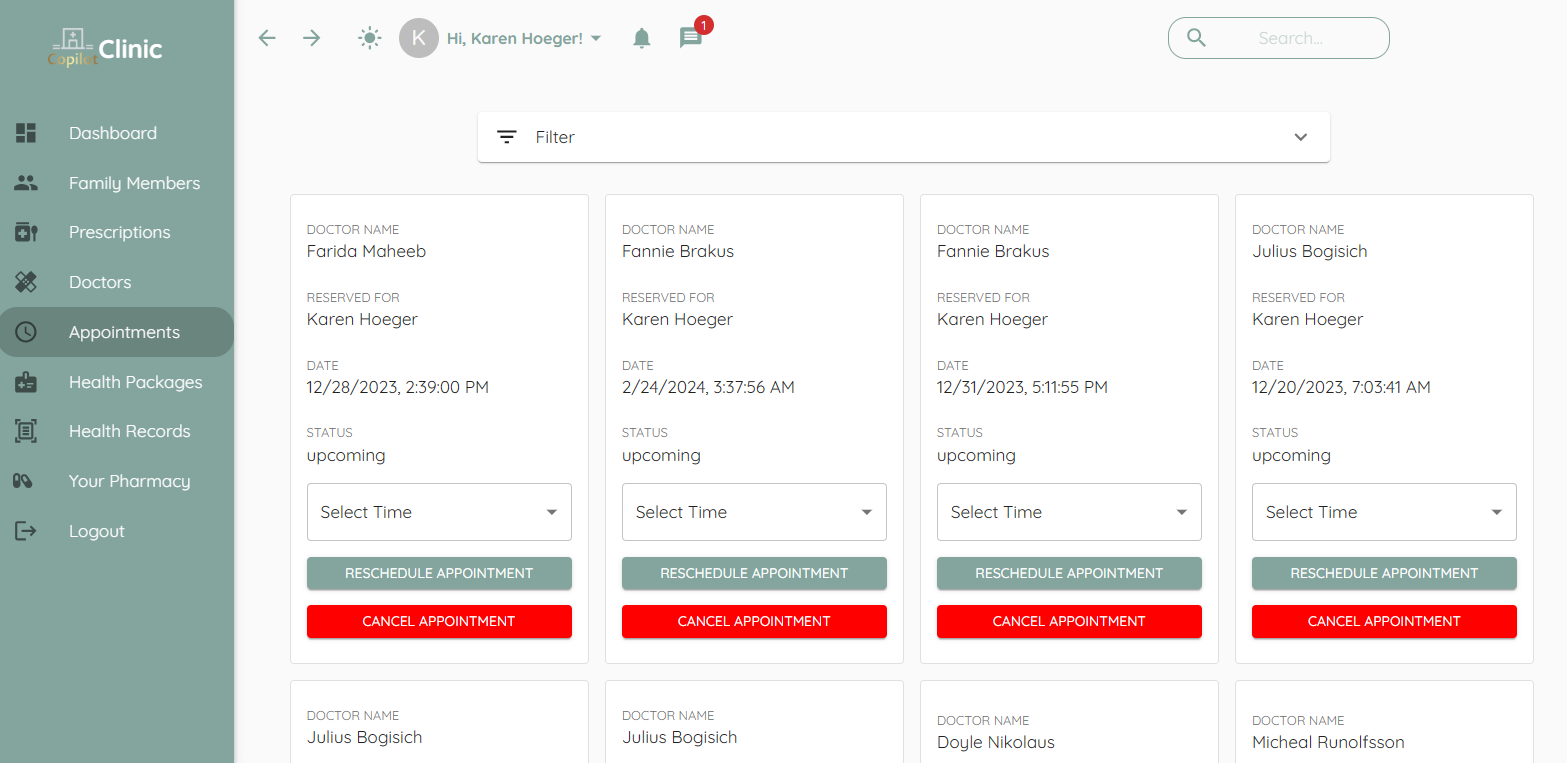 Copilot Clinic
K
Hi, Karen Hoeger!
1
Search...
Dashboard
Family Members
Prescriptions
Doctors
Appointments
Health Packages
Health Records
Your Pharmacy
Logout
Filter
DOCTOR NAME
Farida Maheeb
RESERVED FOR
Karen Hoeger
DATE
12/28/2023, 2:39:00 PM
STATUS
upcoming
Select Time
RESCHEDULE APPOINTMENT
CANCEL APPOINTMENT
DOCTOR NAME
Fannie Brakus
RESERVED FOR
Karen Hoeger
DATE
2/24/2024, 3:37:56 AM
STATUS
upcoming
Select Time
RESCHEDULE APPOINTMENT
CANCEL APPOINTMENT
DOCTOR NAME
Fannie Brakus
RESERVED FOR
Karen Hoeger
DATE
12/31/2023, 5:11:55 PM
STATUS
upcoming
Select Time
RESCHEDULE APPOINTMENT
CANCEL APPOINTMENT
DOCTOR NAME
Julius Bogisich
RESERVED FOR
Karen Hoeger
DATE
12/20/2023, 7:03:41 AM
STATUS
upcoming
Select Time
RESCHEDULE APPOINTMENT
CANCEL APPOINTMENT
DOCTOR NAME
Julius Bogisich
DOCTOR NAME
Julius Bogisich
DOCTOR NAME
Doyle Nikolaus
DOCTOR NAME
Micheal Runolfsson